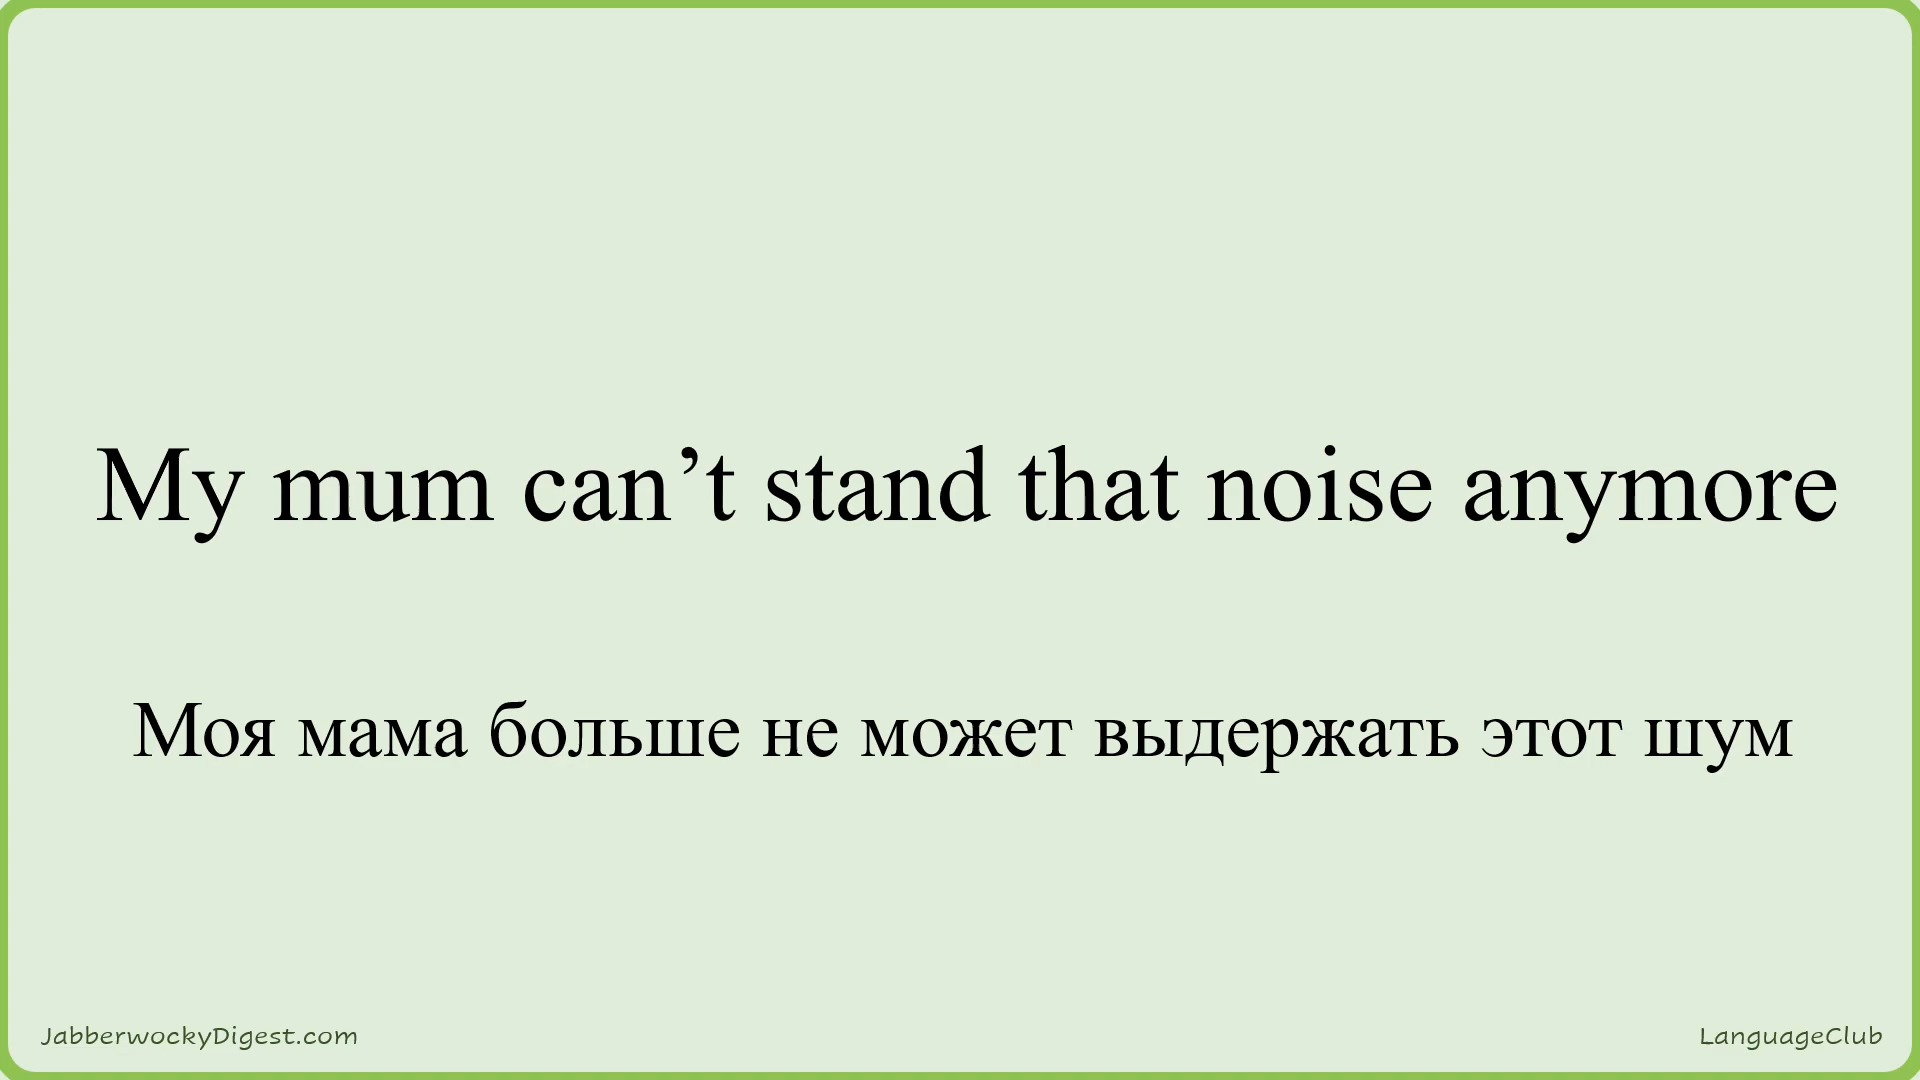 My mum can’t stand that noise anymore
Моя мама больше не может выдержать этот шум
JabberwockyDigest.com
LanguageClub